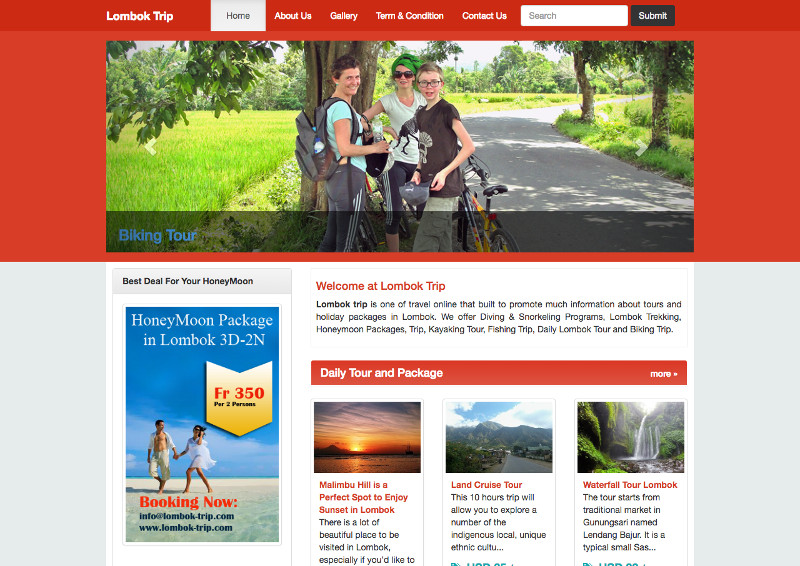 Lombok Trip
Home
About Us
Gallery
Term & Condition
Contact Us
Search
Submit
Biking Tour
Best Deal For Your HoneyMoon
HoneyMoon Package
in Lombok 3D-2N
Fr 350
Per 2 Persons
Booking Now:
info@lombok-trip.com
www.lombok-trip.com
Welcome at Lombok Trip
Lombok trip is one of travel online that built to promote much information about tours and
holiday packages in Lombok. We offer Diving & Snorkeling Programs, Lombok Trekking,
Honeymoon Packages, Trip, Kayaking Tour, Fishing Trip, Daily Lombok Tour and Biking Trip.
Daily Tour and Package
more »
Malimbu Hill is a
Perfect Spot to Enjoy
Sunset in Lombok
There is a lot of
beautiful place to be
visited in Lombok,
especially if you'd like to
Land Cruise Tour
This 10 hours trip will
allow you to explore a
number of the
indigenous local, unique
ethnic cultu...
Waterfall Tour Lombok
The tour starts from
traditional market in
Gunungsari named
Lendang Bajur. It is a
typical small Sas...